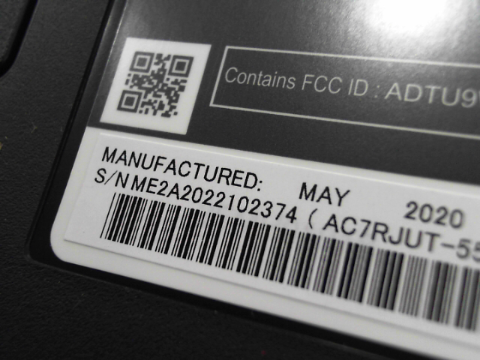 Contains FCC ID : ADTU9
MANUFACTURED: MAY 2020
S/N ME2A2022102374 ( AC7RJUT-55